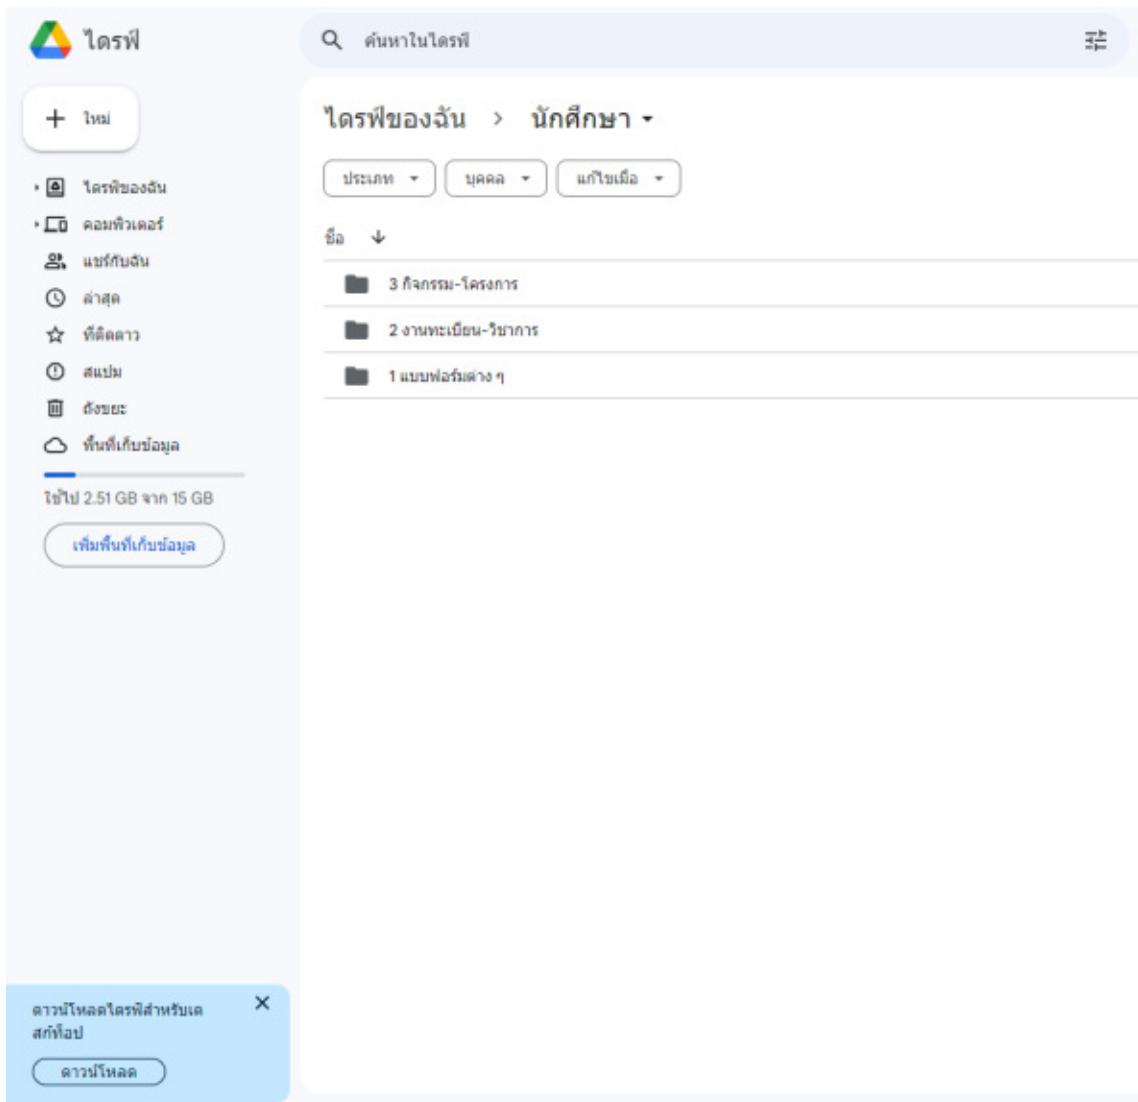 ไดรฟ์
ค้นหาในไดรฟ์
ใหม่
ไดรฟ์ของฉัน
คอมพิวเตอร์
แชร์กับฉัน
ล่าสุด
ที่ติดดาว
สแปม
ถังขยะ
พื้นที่เก็บข้อมูล
ใช้ไป 2.51 GB จาก 15 GB
เพิ่มพื้นที่เก็บข้อมูล
ไดรฟ์ของฉัน > นักศึกษา
ประเภท บุคคล แก้ไขเมื่อ
ชื่อ
3 กิจกรรม-โครงการ
2 งานทะเบียน-วิชาการ
1 แบบฟอร์มต่าง ๆ
ดาวน์โหลดไดรฟ์สำหรับเด
สก์ท็อป
ดาวน์โหลด